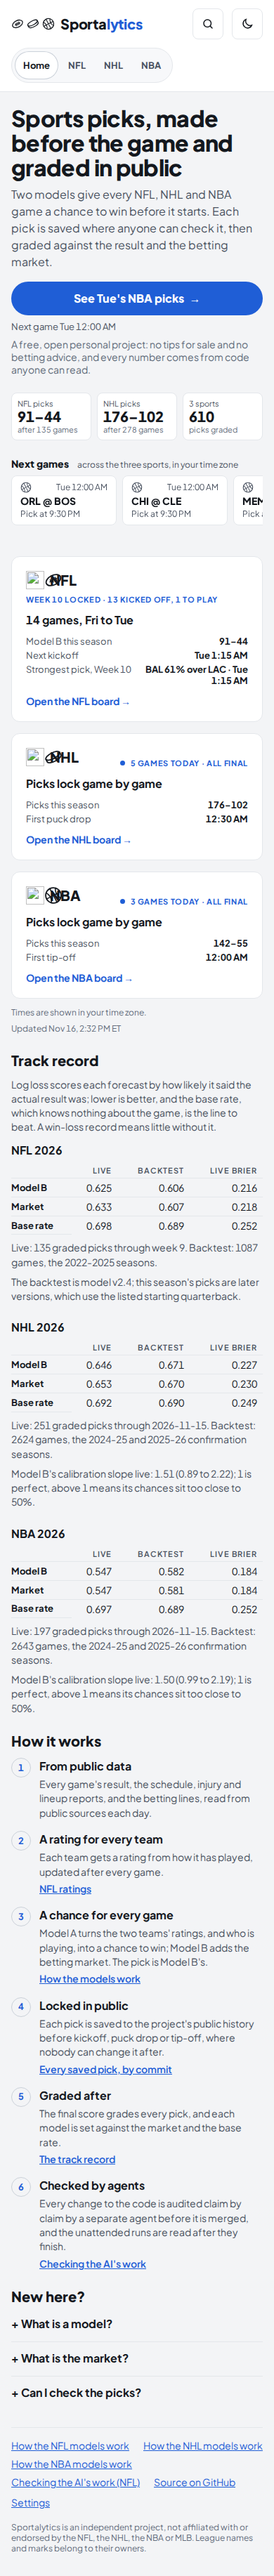 Sportalytics
Home NFL NHL NBA
Sports picks, made
before the game and
graded in public
Two models give every NFL, NHL and NBA
game a chance to win before it starts. Each
pick is saved where anyone can check it, then
graded against the result and the betting
market.
See Tue's NBA picks →
Next game Tue 12:00 AM
A free, open personal project: no tips for sale and no
betting advice, and every number comes from code
anyone can read.
NFL picks
91–44
after 135 games
NHL picks
176–102
after 278 games
3 sports
610
picks graded
Next games across the three sports, in your time zone
Tue 12:00 AM
ORL @ BOS
Pick at 9:30 PM
Tue 12:00 AM
CHI @ CLE
Pick at 9:30 PM
MEM
Pick a
NFL
WEEK 10 LOCKED · 13 KICKED OFF, 1 TO PLAY
14 games, Fri to Tue
Model B this season 91–44
Next kickoff Tue 1:15 AM
Strongest pick, Week 10 BAL 61% over LAC · Tue
1:15 AM
Open the NFL board →
NHL
5 GAMES TODAY · ALL FINAL
Picks lock game by game
Picks this season 176–102
First puck drop 12:30 AM
Open the NHL board →
NBA
3 GAMES TODAY · ALL FINAL
Picks lock game by game
Picks this season 142–55
First tip-off 12:00 AM
Open the NBA board →
Times are shown in your time zone.
Updated Nov 16, 2:32 PM ET
Track record
Log loss scores each forecast by how likely it said the
actual result was; lower is better, and the game, which
knowing nothing about the game, is the line to
beat. A win-loss record means little without it.
NFL 2026
LIVE BACKTEST LIVE BRIER
Model B 0.625 0.606 0.216
Market 0.633 0.607 0.218
Base rate 0.698 0.689 0.252
Live: 135 graded picks through week 9. Backtest: 1087
games, the 2022-2025 seasons.
The backtest is model v2.4; this season's picks are later
versions, which use the listed starting quarterback.
NHL 2026
LIVE BACKTEST LIVE BRIER
Model B 0.646 0.671 0.227
Market 0.653 0.670 0.230
Base rate 0.692 0.690 0.249
Live: 251 graded picks through 2026-11-15. Backtest:
2624 games, the 2024-25 and 2025-26 confirmation
seasons.
Model B's calibration slope live: 1.51 (0.89 to 2.22); 1 is
perfect, above 1 means its chances sit too close to
50%.
NBA 2026
LIVE BACKTEST LIVE BRIER
Model B 0.547 0.582 0.184
Market 0.547 0.581 0.184
Base rate 0.697 0.689 0.252
Live: 197 graded picks through 2026-11-15. Backtest:
2643 games, the 2024-25 and 2025-26 confirmation
seasons.
Model B's calibration slope live: 1.50 (0.99 to 2.19); 1 is
perfect, above 1 means its chances sit too close to
50%.
How it works
1 From public data
Every game's result, the schedule, injury and
lineup reports, and the betting lines, read from
public sources each day.
2 A rating for every team
Each team gets a rating from how it has played,
updated after every game.
NFL ratings
3 A chance for every game
Model A turns the two teams' ratings, and who is
playing, into a chance to win; Model B adds the
betting market. The pick is Model B's.
How the models work
4 Locked in public
Each pick is saved to the project's public history
before kickoff, puck drop or tip-off, where
nobody can change it after.
Every saved pick, by commit
5 Graded after
The final score grades every pick, and each
model is set against the market and the base
rate.
The track record
6 Checked by agents
Every change to the code is audited claim by
claim by a separate agent before it is merged,
and the unattended runs are read after they
finish.
Checking the AI's work
New here?
+ What is a model?
+ What is the market?
+ Can I check the picks?
How the NFL models work How the NHL models work
How the NBA models work
Checking the AI's work (NFL) Source on GitHub
Settings
Sportalytics is an independent project, not affiliated with or
endorsed by the NFL, the NHL, the NBA or MLB. League names
and marks belong to their owners.